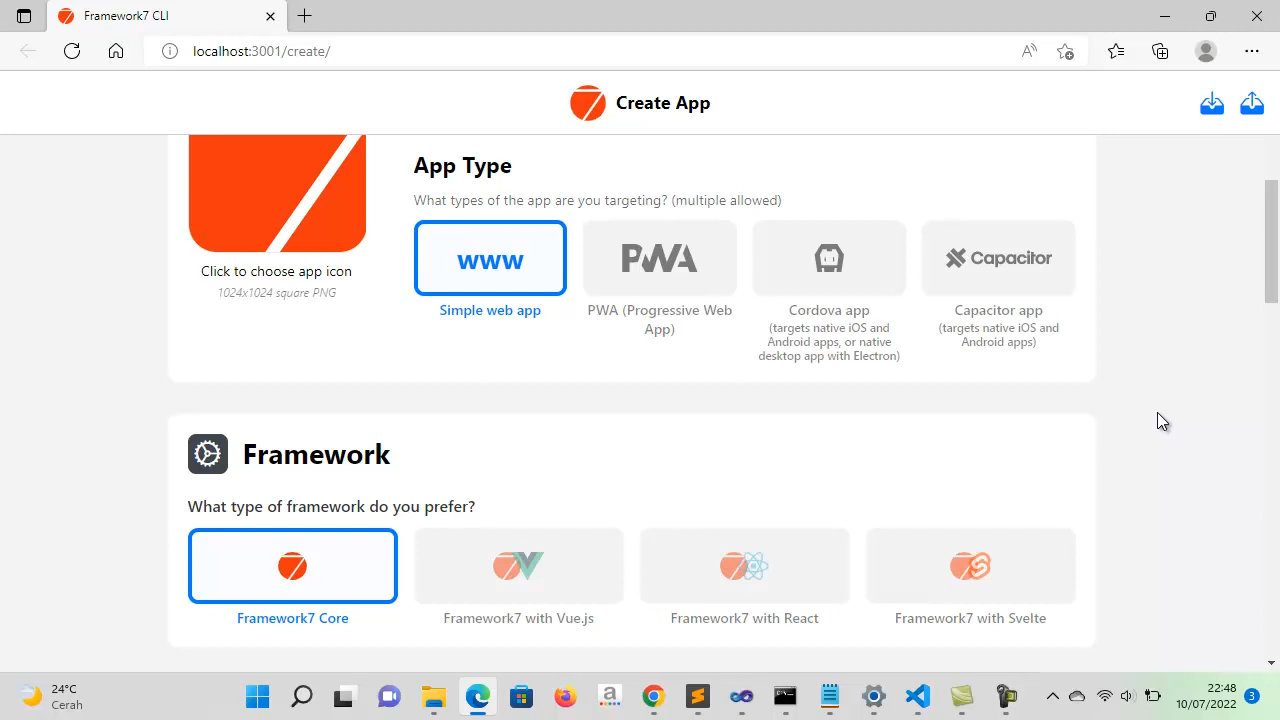 Framework7 CLI
localhost:3001/create/
Create App
App Type
What types of the app are you targeting? (multiple allowed)
Click to choose app icon
1024x1024 square PNG
www
Simple web app
PWA
PWA (Progressive Web
App)
Cordova app
(targets native iOS and
Android apps, or native
desktop app with Electron)
Capacitor
Capacitor app
(targets native iOS and
Android apps)
Framework
What type of framework do you prefer?
Framework7 Core
Framework7 with Vue.js
Framework7 with React
Framework7 with Svelte
24°C
Cerah
a
22:48
10/07/2022
3